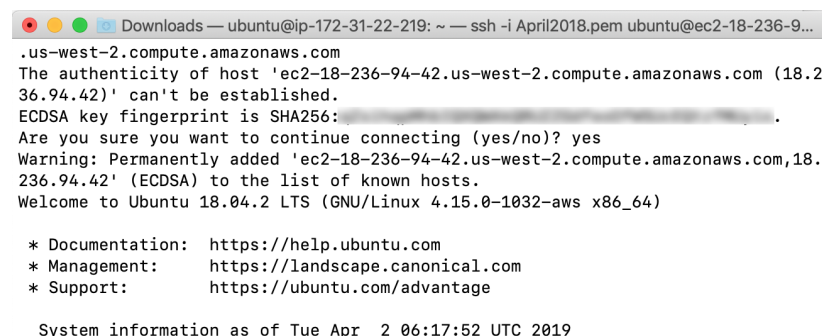 Downloads — ubuntu@ip-172-31-22-219: ~ — ssh -i April2018.pem ubuntu@ec2-18-236-9...
.us-west-2.compute.amazonaws.com
The authenticity of host 'ec2-18-236-94-42.us-west-2.compute.amazonaws.com (18.2
36.94.42)' can't be established.
ECDSA key fingerprint is SHA256:
Are you sure you want to continue connecting (yes/no)? yes
Warning: Permanently added 'ec2-18-236-94-42.us-west-2.compute.amazonaws.com,18.
236.94.42' (ECDSA) to the list of known hosts.
Welcome to Ubuntu 18.04.2 LTS (GNU/Linux 4.15.0-1032-aws x86_64)
* Documentation: https://help.ubuntu.com
* Management: https://landscape.canonical.com
* Support: https://ubuntu.com/advantage
System information as of Tue Apr 2 06:17:52 UTC 2019